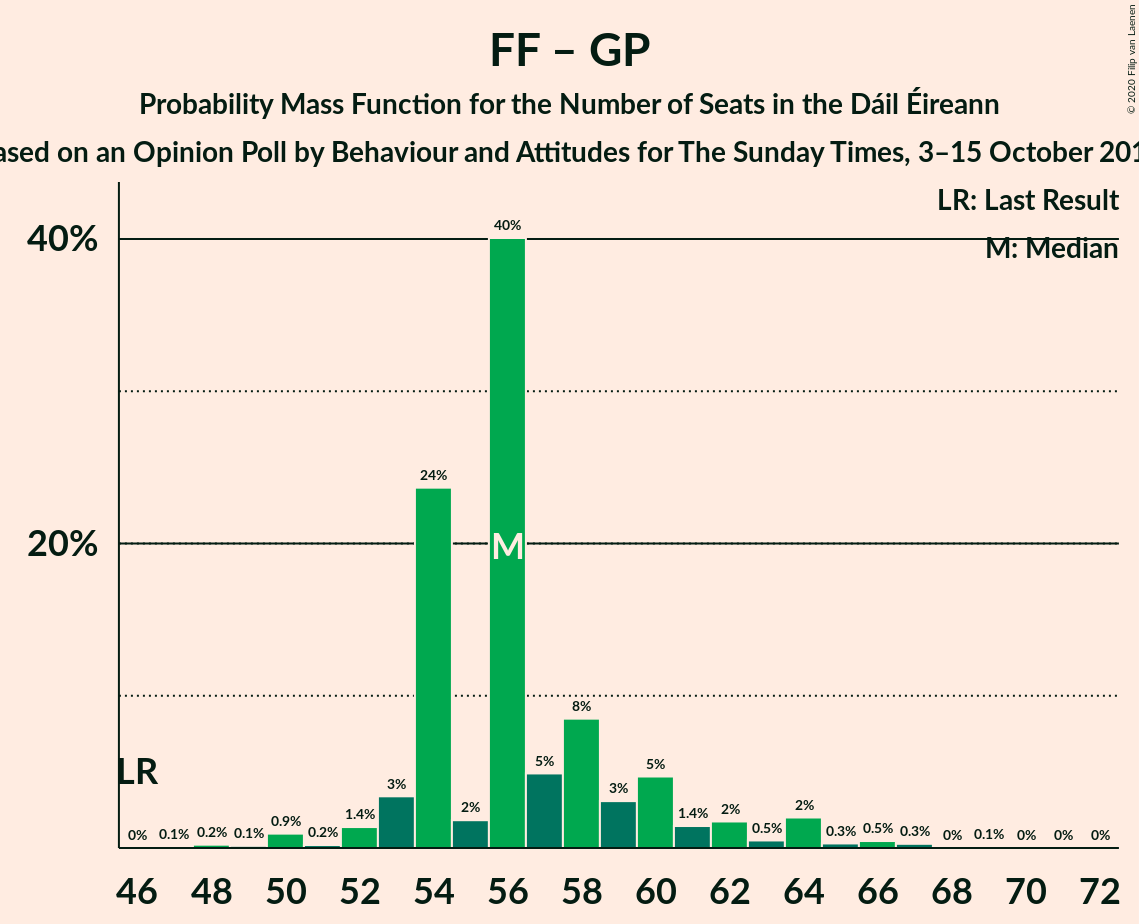 FF – GP
Probability Mass Function for the Number of Seats in the Dáil Éireann
ased on an Opinion Poll by Behaviour and Attitudes for The Sunday Times, 3–15 October 201
© 2020 Filip van Laenen
LR: Last Result
M: Median
40%
20%
40%
24%
M
8%
5%
5%
3%
3%
2%
2%
2%
LR
0% 0.1% 0.2% 0.1% 0.9% 0.2% 1.4% 1.4% 0.5% 0.3% 0.5% 0.3% 0% 0.1% 0% 0% 0%
46 48 50 52 54 56 58 60 62 64 66 68 70 72